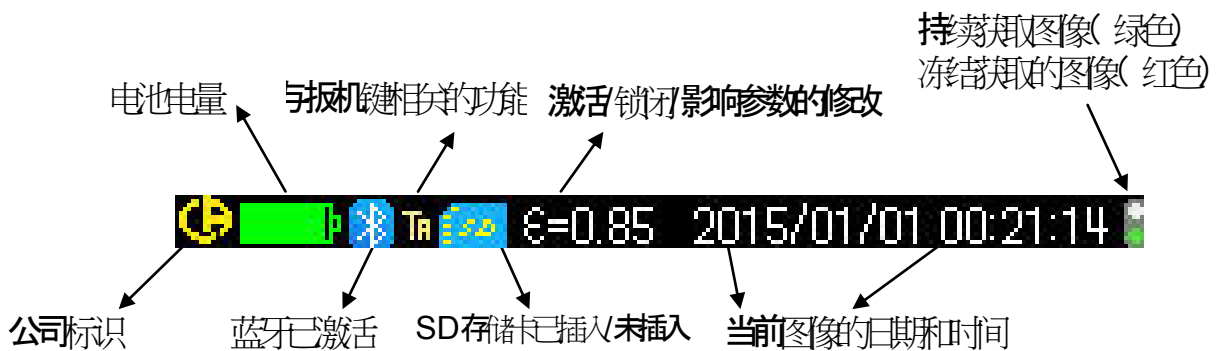 持续获取图像( 绿色)
冻结获取的图像( 红色)
电池电量
与扳机键相关的功能
激活/锁闭/影响参数的修改
CA TA SD ε=0.85 2015/01/01 00:21:14
公司标识
蓝牙已激活
SD存储卡已插入/未插入
当前图像的日期和时间